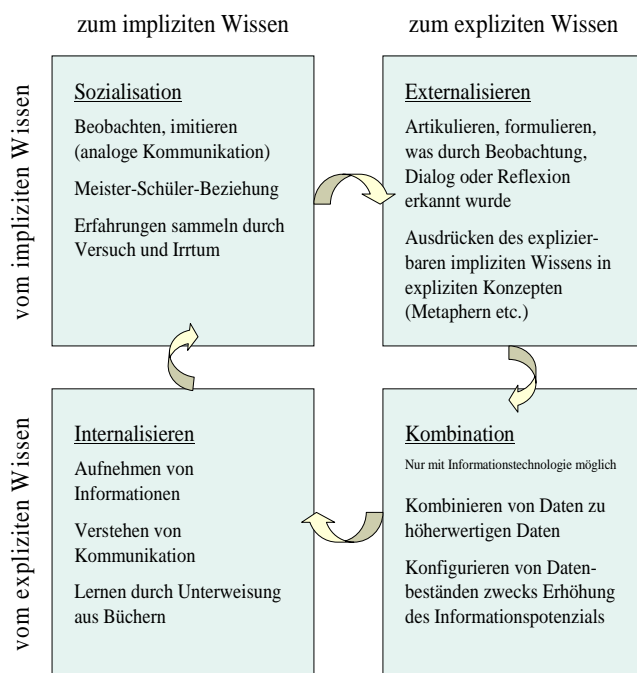 zum impliziten Wissen
zum expliziten Wissen
vom impliziten Wissen
Sozialisation
Beobachten, imitieren
(analoge Kommunikation)
Meister-Schüler-Beziehung
Erfahrungen sammeln durch
Versuch und Irrtum
Externalisieren
Artikulieren, formulieren,
was durch Beobachtung,
Dialog oder Reflexion
erkannt wurde
Ausdrücken des explizier-
baren impliziten Wissens in
expliziten Konzepten
(Metaphern etc.)
vom expliziten Wissen
Internalisieren
Aufnehmen von
Informationen
Verstehen von
Kommunikation
Lernen durch Unterweisung
aus Büchern
Kombination
Nur mit Informationstechnologie möglich
Kombinieren von Daten zu
höherwertigen Daten
Konfigurieren von Daten-
beständen zwecks Erhöhung
des Informationspotenzials